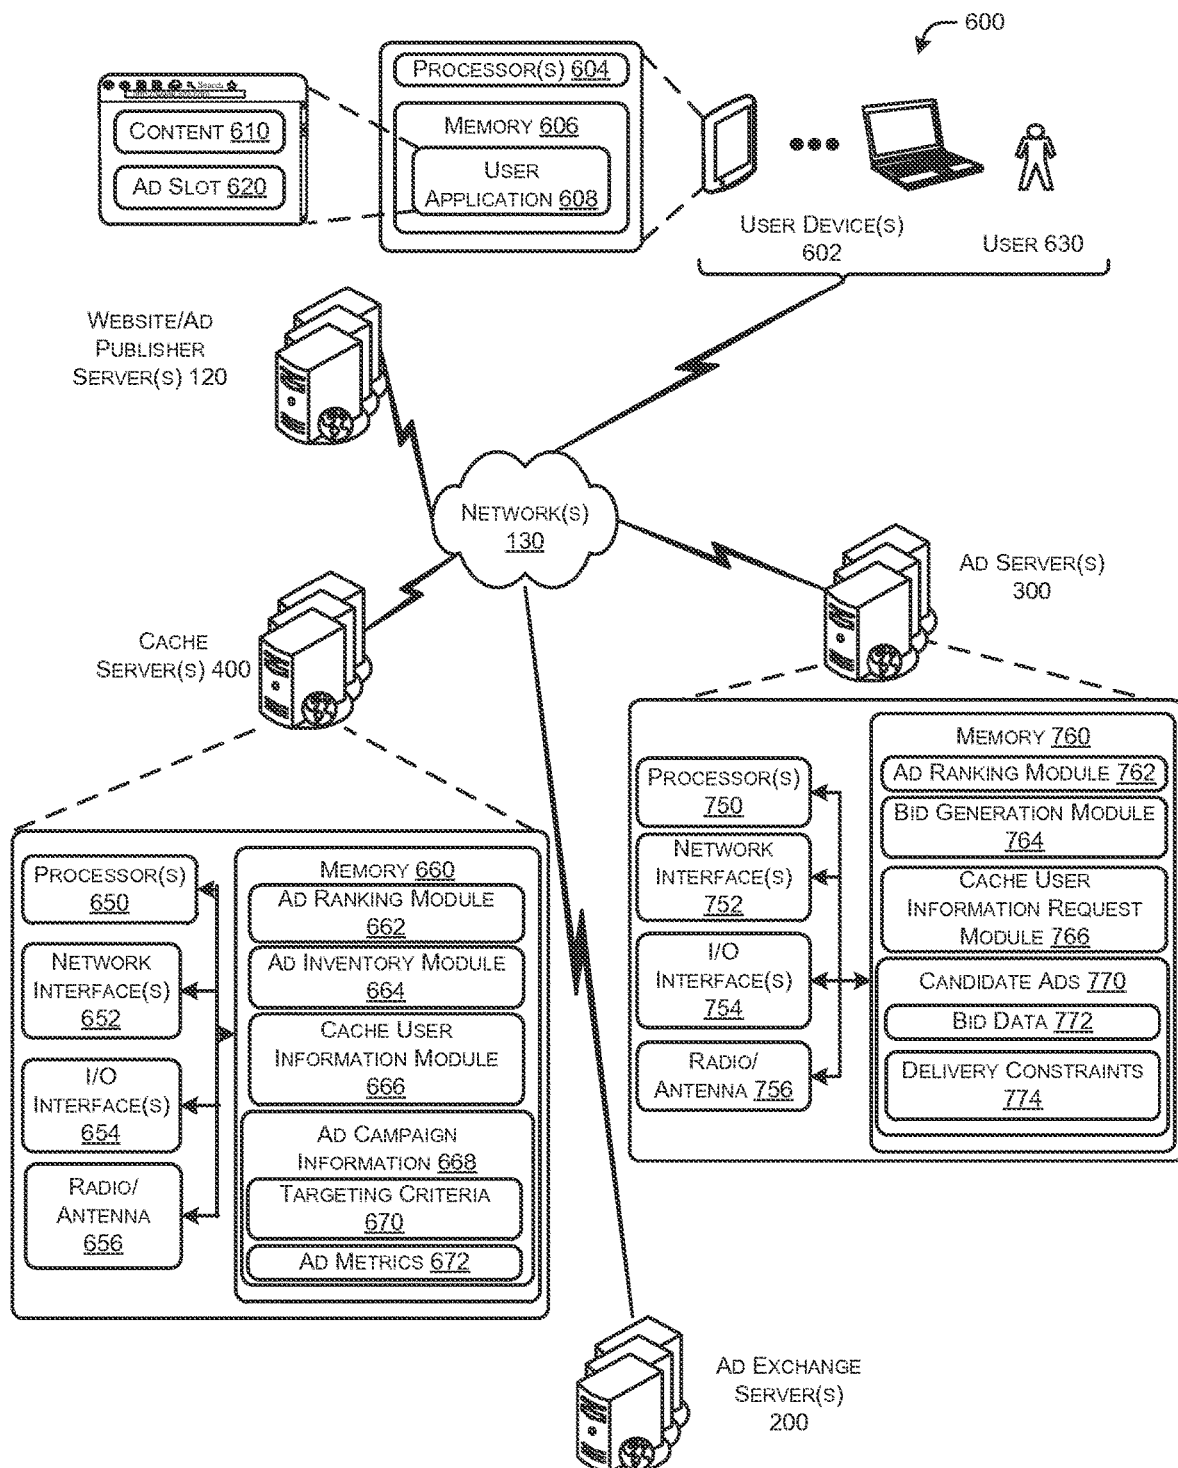 600
PROCESSOR(S) 604
MEMORY 606
USER
APPLICATION 608
Search
CONTENT 610
AD SLOT 620
USER DEVICE(S)
602
USER 630
WEBSITE/AD
PUBLISHER
SERVER(S) 120
NETWORK(S)
130
AD SERVER(S)
300
CACHE
SERVER(S) 400
PROCESSOR(S)
750
NETWORK
INTERFACE(S)
752
I/O
INTERFACE(S)
754
RADIO/
ANTENNA 756
MEMORY 760
AD RANKING MODULE 762
BID GENERATION MODULE
764
CACHE USER
INFORMATION REQUEST
MODULE 766
CANDIDATE ADS 770
BID DATA 772
DELIVERY CONSTRAINTS
774
PROCESSOR(S)
650
NETWORK
INTERFACE(S)
652
I/O
INTERFACE(S)
654
RADIO/
ANTENNA
656
MEMORY 660
AD RANKING MODULE
662
AD INVENTORY MODULE
664
CACHE USER
INFORMATION MODULE
666
AD CAMPAIGN
INFORMATION 668
TARGETING CRITERIA
670
AD METRICS 672
AD EXCHANGE
SERVER(S)
200